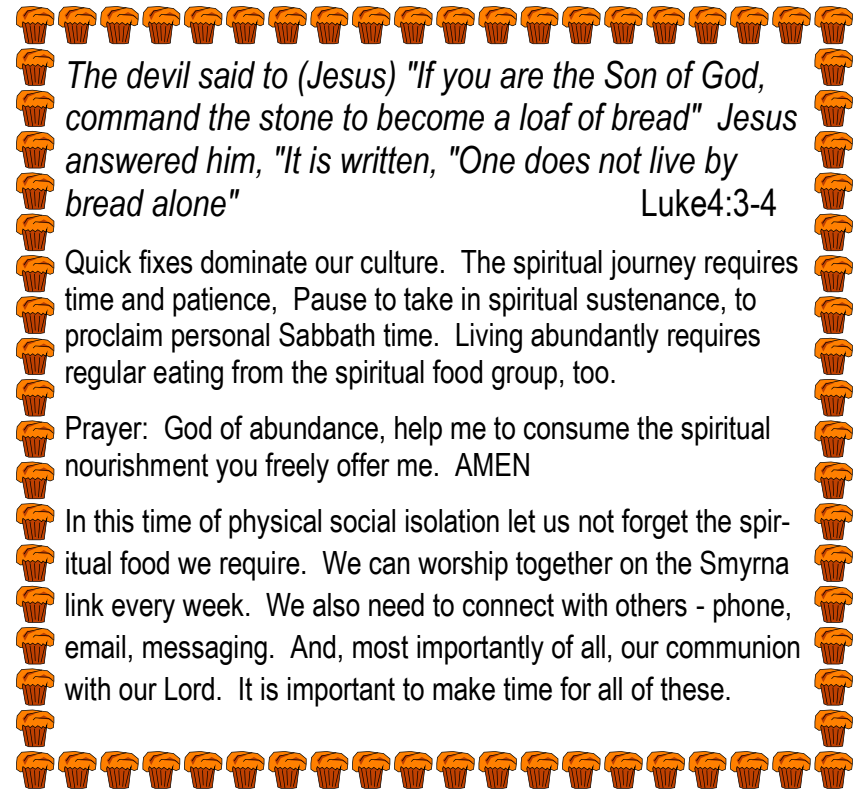 The devil said to (Jesus) "If you are the Son of God,
command the stone to become a loaf of bread"  Jesus
answered him, "It is written, "One does not live by
bread alone"                         Luke4:3-4
Quick fixes dominate our culture.  The spiritual journey requires
time and patience,  Pause to take in spiritual sustenance, to
proclaim personal Sabbath time.  Living abundantly requires
regular eating from the spiritual food group, too.
Prayer:  God of abundance, help me to consume the spiritual
nourishment you freely offer me.  AMEN
In this time of physical social isolation let us not forget the spir-
itual food we require.  We can worship together on the Smyrna
link every week.  We also need to connect with others - phone,
email, messaging.  And, most importantly of all, our communion
with our Lord.  It is important to make time for all of these.